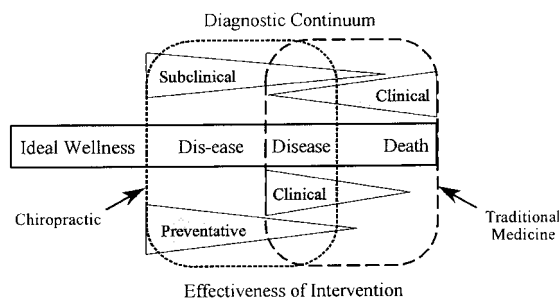 Diagnostic Continuum
Subclinical
Clinical
Ideal Wellness Dis-ease Disease Death
Clinical
Chiropractic
Preventative
Traditional
Medicine
Effectiveness of Intervention